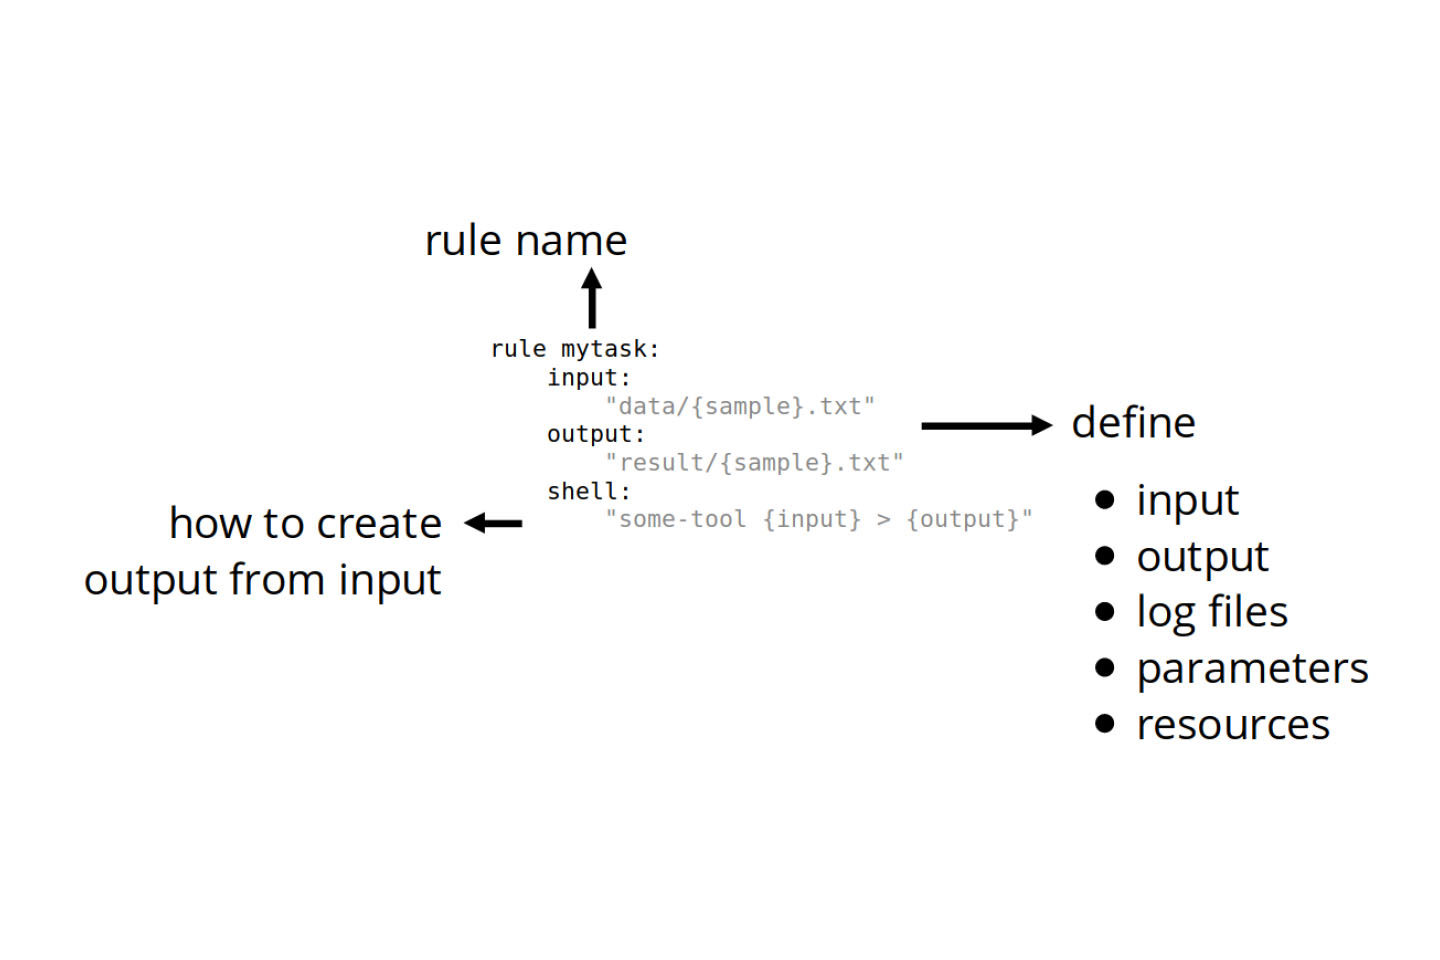 rule name
rule mytask:
    input:
        "data/{sample}.txt"
    output:
        "result/{sample}.txt"
    shell:
        "some-tool {input} > {output}"
how to create
output from input
define
● input
● output
● log files
● parameters
● resources